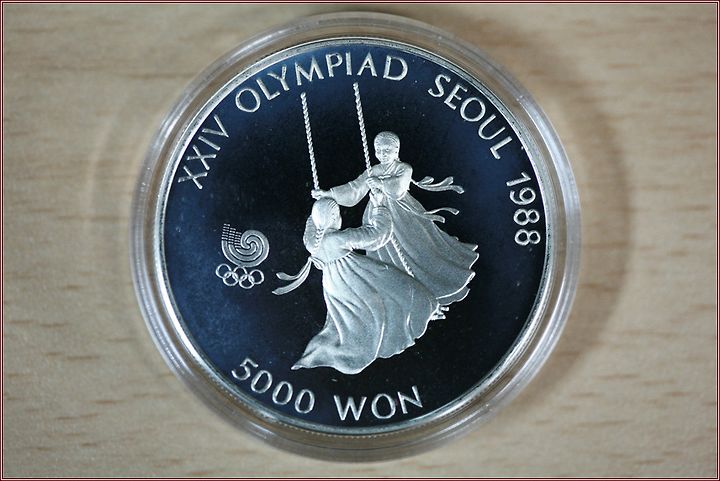 XXIV OLYMPIAD SEOUL 1988
5000 WON